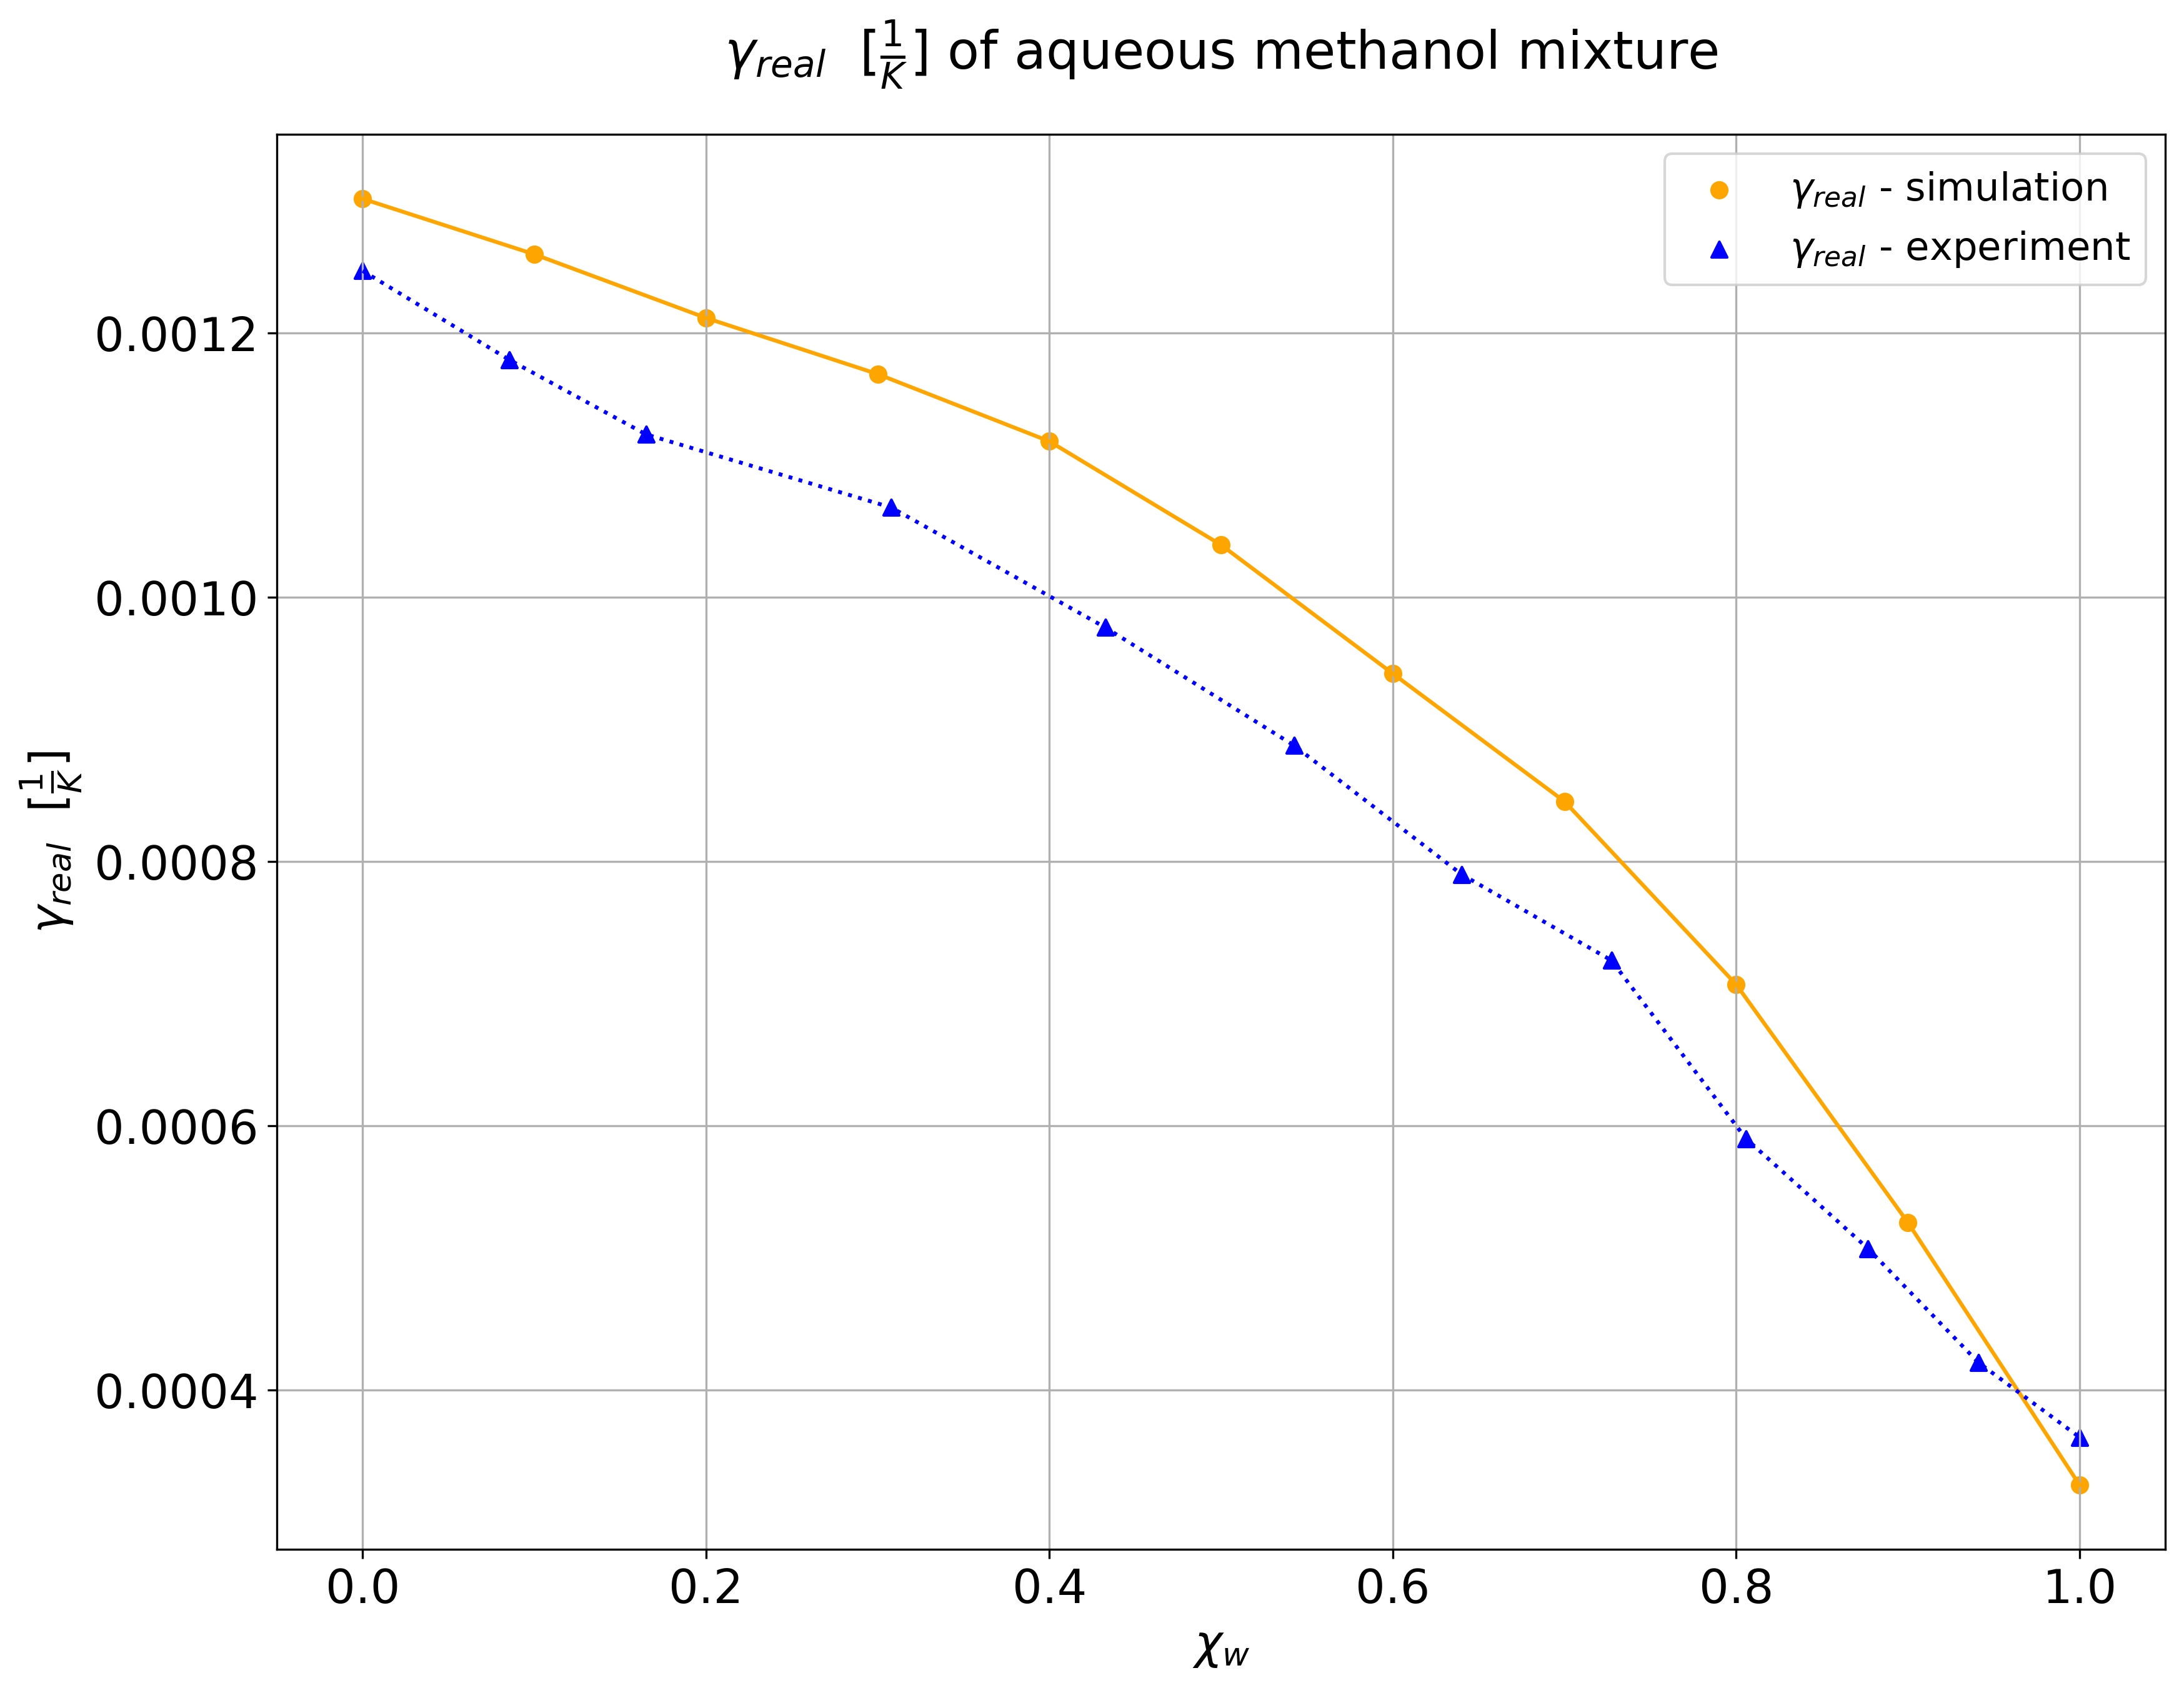 γreal [1/K] of aqueous methanol mixture
γreal - simulation
γreal - experiment
γreal [1/K]
0.0012
0.0010
0.0008
0.0006
0.0004
0.0 0.2 0.4 0.6 0.8 1.0
χw